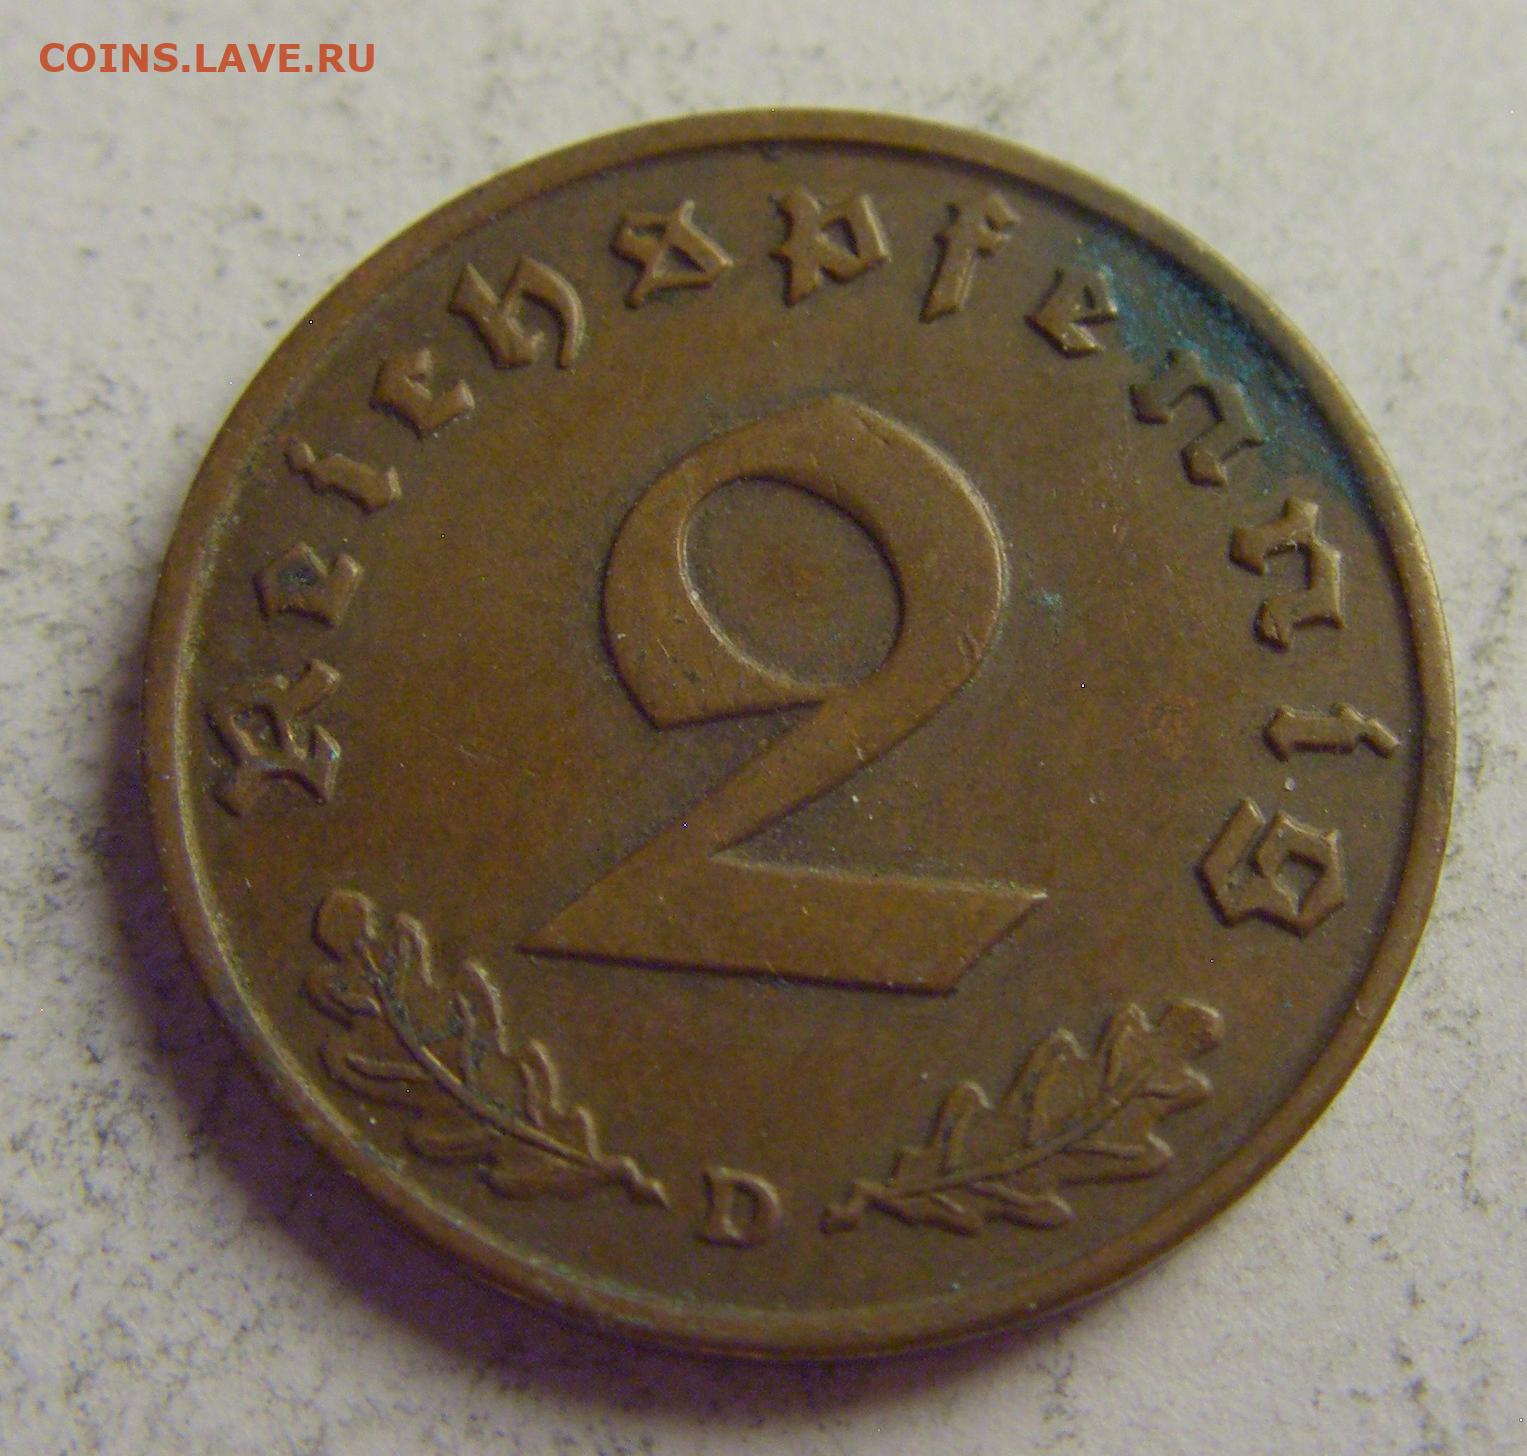 COINS.LAVE.RU
Reichspfennig
2
D